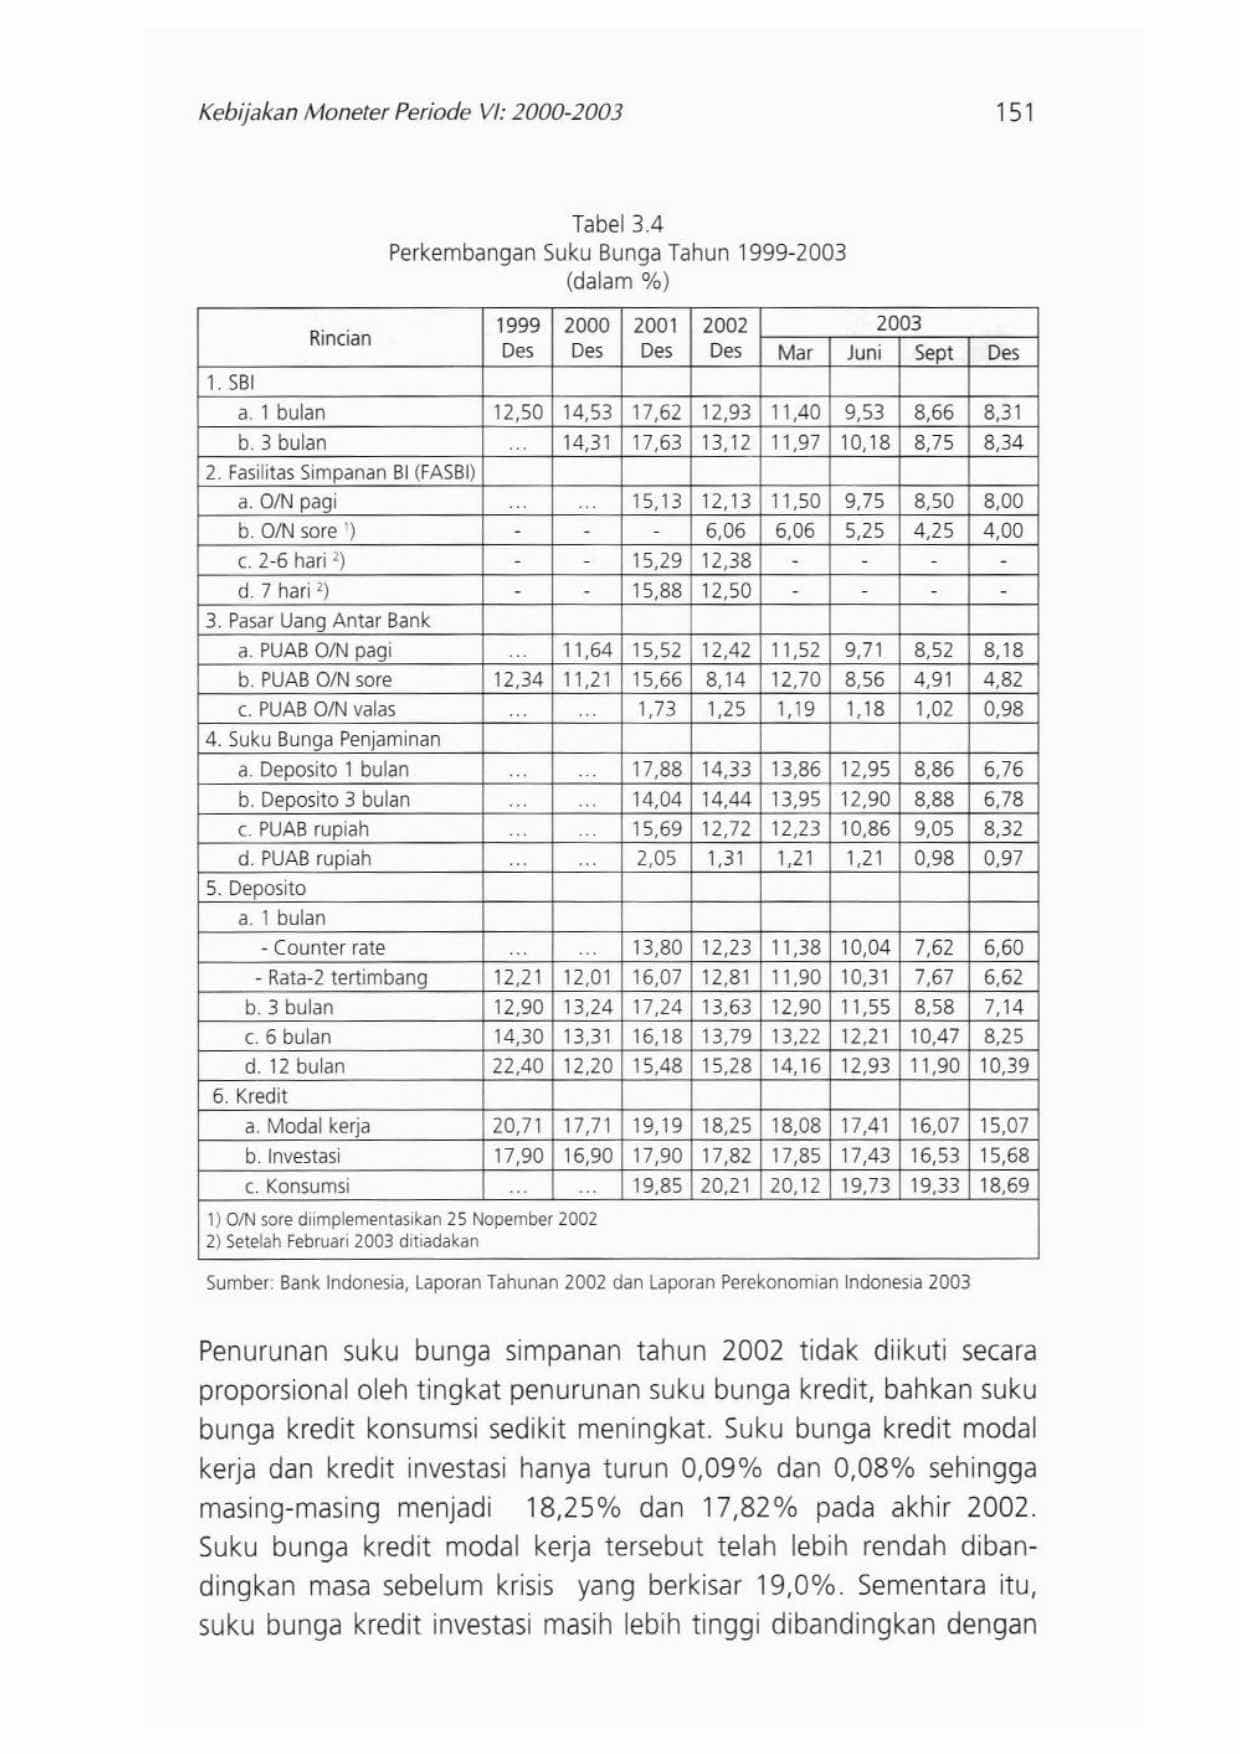 Kebijakan Moneter Periode VI: 2000-2003 151
Tabel 3.4
Perkembangan Suku Bunga Tahun 1999-2003
(dalam %)
Rincian 1999 Des 2000 Des 2001 Des 2002 Des 2003
Mar Juni Sept Des
1. SBI
a. 1 bulan 12,50 14,53 17,62 12,93 11,40 9,53 8,66 8,31
b. 3 bulan ... 14,31 17,63 13,12 11,97 10,18 8,75 8,34
2. Fasilitas Simpanan BI (FASBI)
a. O/N pagi ... ... 15,13 12,13 11,50 9,75 8,50 8,00
b. O/N sore ¹) - - - 6,06 6,06 5,25 4,25 4,00
c. 2-6 hari ²) - - 15,29 12,38 - - - -
d. 7 hari ²) - - 15,88 12,50 - - - -
3. Pasar Uang Antar Bank
a. PUAB O/N pagi ... 11,64 15,52 12,42 11,52 9,71 8,52 8,18
b. PUAB O/N sore 12,34 11,21 15,66 8,14 12,70 8,56 4,91 4,82
c. PUAB O/N valas ... ... 1,73 1,25 1,19 1,18 1,02 0,98
4. Suku Bunga Penjaminan
a. Deposito 1 bulan ... ... 17,88 14,33 13,86 12,95 8,86 6,76
b. Deposito 3 bulan ... ... 14,04 14,44 13,95 12,90 8,88 6,78
c. PUAB rupiah ... ... 15,69 12,72 12,23 10,86 9,05 8,32
d. PUAB rupiah ... ... 2,05 1,31 1,21 1,21 0,98 0,97
5. Deposito
a. 1 bulan
- Counter rate ... ... 13,80 12,23 11,38 10,04 7,62 6,60
- Rata-2 tertimbang 12,21 12,01 16,07 12,81 11,90 10,31 7,67 6,62
b. 3 bulan 12,90 13,24 17,24 13,63 12,90 11,55 8,58 7,14
c. 6 bulan 14,30 13,31 16,18 13,79 13,22 12,21 10,47 8,25
d. 12 bulan 22,40 12,20 15,48 15,28 14,16 12,93 11,90 10,39
6. Kredit
a. Modal kerja 20,71 17,71 19,19 18,25 18,08 17,41 16,07 15,07
b. Investasi 17,90 16,90 17,90 17,82 17,85 17,43 16,53 15,68
c. Konsumsi ... ... 19,85 20,21 20,12 19,73 19,33 18,69
1) O/N sore diimplementasikan 25 Nopember 2002
2) Setelah Februari 2003 ditiadakan
Sumber: Bank Indonesia, Laporan Tahunan 2002 dan Laporan Perekonomian Indonesia 2003
Penurunan suku bunga simpanan tahun 2002 tidak diikuti secara
proporsional oleh tingkat penurunan suku bunga kredit, bahkan suku
bunga kredit konsumsi sedikit meningkat. Suku bunga kredit modal
kerja dan kredit investasi hanya turun 0,09% dan 0,08% sehingga
masing-masing menjadi 18,25% dan 17,82% pada akhir 2002.
Suku bunga kredit modal kerja tersebut telah lebih rendah diban-
dingkan masa sebelum krisis yang berkisar 19,0%. Sementara itu,
suku bunga kredit investasi masih lebih tinggi dibandingkan dengan